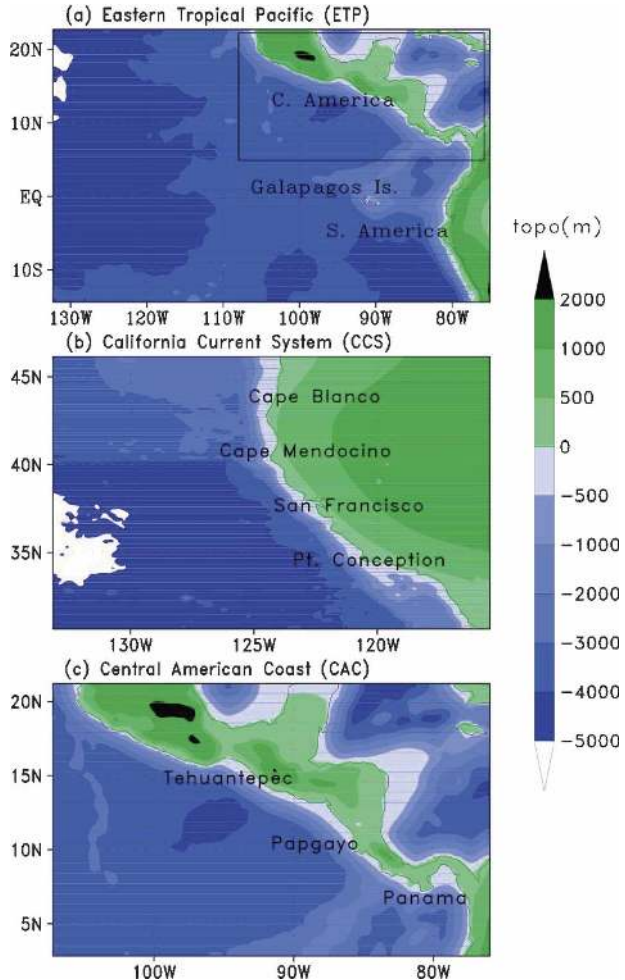 (a) Eastern Tropical Pacific (ETP)
20N
C. America
10N
Galapagos Is.
EQ
S. America
10S
130W 120W 110W 100W 90W 80W
topo(m)
2000
1000
500
0
-500
-1000
-2000
-3000
-4000
-5000
(b) California Current System (CCS)
45N
Cape Blanco
Cape Mendocino
40N
San Francisco
35N
Pt. Conception
130W 125W 120W
(c) Central American Coast (CAC)
20N
Tehuantepèc
15N
Papgayo
10N
Panama
5N
100W 90W 80W